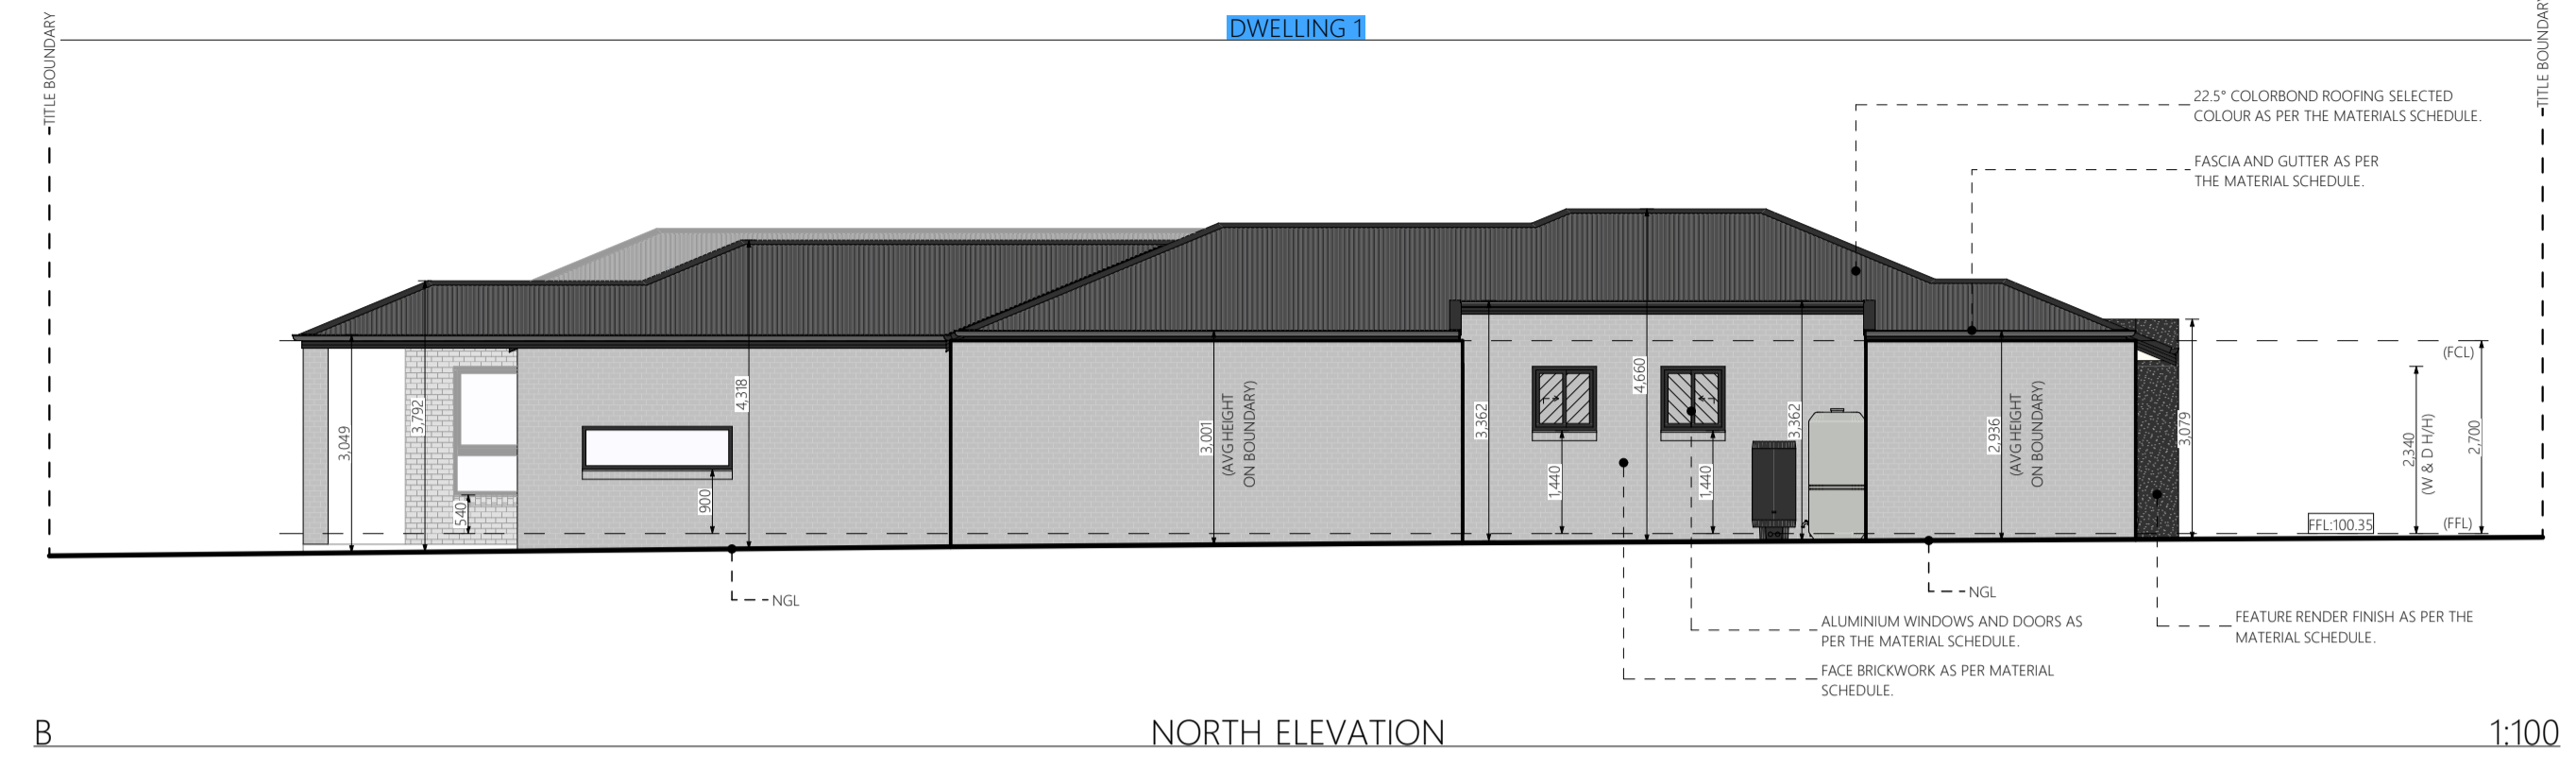 DWELLING 1
TITLE BOUNDARY
TITLE BOUNDARY
22.5° COLORBOND ROOFING SELECTED
COLOUR AS PER THE MATERIALS SCHEDULE.
FASCIA AND GUTTER AS PER
THE MATERIAL SCHEDULE.
3,049
3,792
540
900
4,318
3,001
(AVG HEIGHT
ON BOUNDARY)
3,362
1,440
4,660
1,440
3,362
2,936
(AVG HEIGHT
ON BOUNDARY)
3,079
(FCL)
2,340
(W & D H/H)
2,700
FFL:100.35
(FFL)
NGL
NGL
ALUMINIUM WINDOWS AND DOORS AS
PER THE MATERIAL SCHEDULE.
FEATURE RENDER FINISH AS PER THE
MATERIAL SCHEDULE.
FACE BRICKWORK AS PER MATERIAL
SCHEDULE.
B
NORTH ELEVATION
1:100